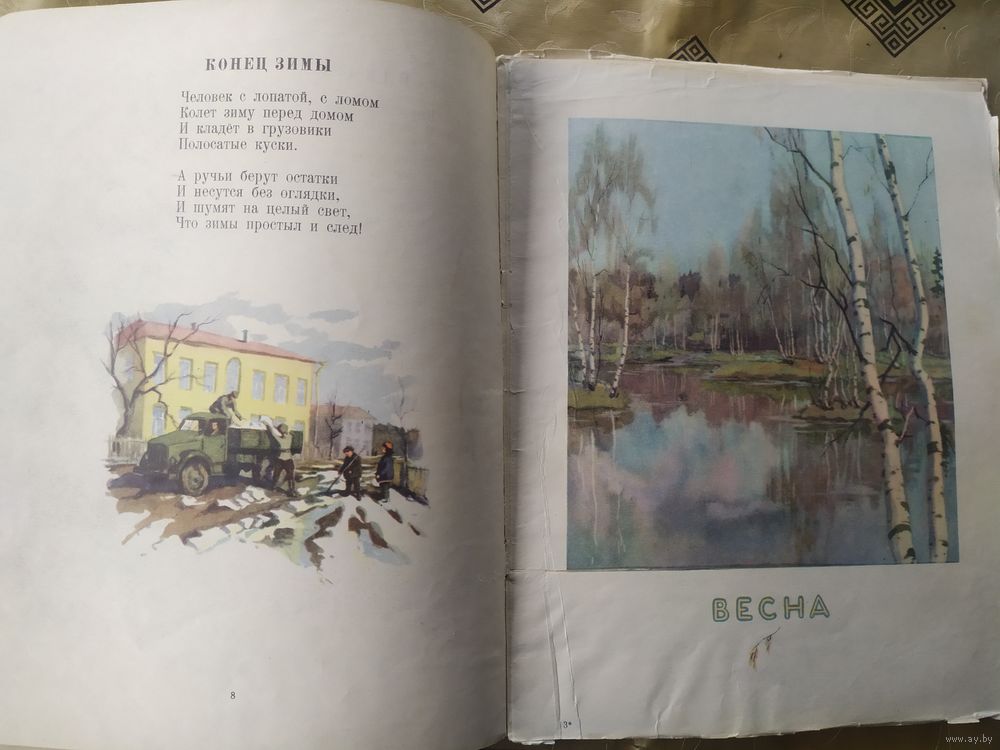 КОНЕЦ ЗИМЫ
Человек с лопатой, с ломом
Колет зиму перед домом
И кладёт в грузовики
Полосатые куски.
А ручьи берут остатки
И несутся без оглядки,
И шумят на целый свет,
Что зимы простыл и след!
8
ВЕСНА
3*
www.ay.by